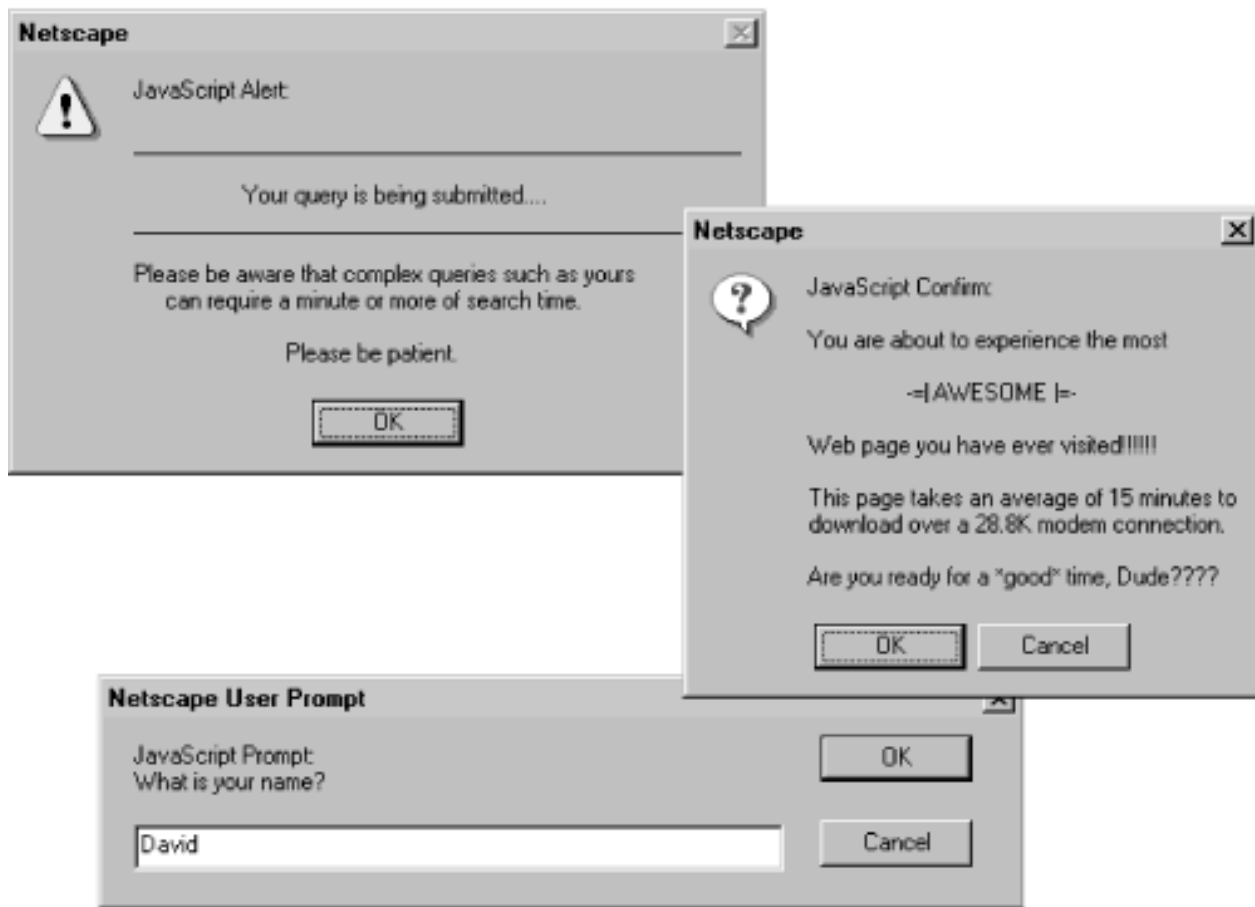 Netscape
JavaScript Alert:
Your query is being submitted....
Please be aware that complex queries such as yours
can require a minute or more of search time.
Please be patient.
OK
Netscape
JavaScript Confirm:
You are about to experience the most
-=| AWESOME |=-
Web page you have ever visited!!!!!!
This page takes an average of 15 minutes to
download over a 28.8K modem connection.
Are you ready for a *good* time, Dude????
OK
Cancel
Netscape User Prompt
JavaScript Prompt:
What is your name?
OK
David
Cancel